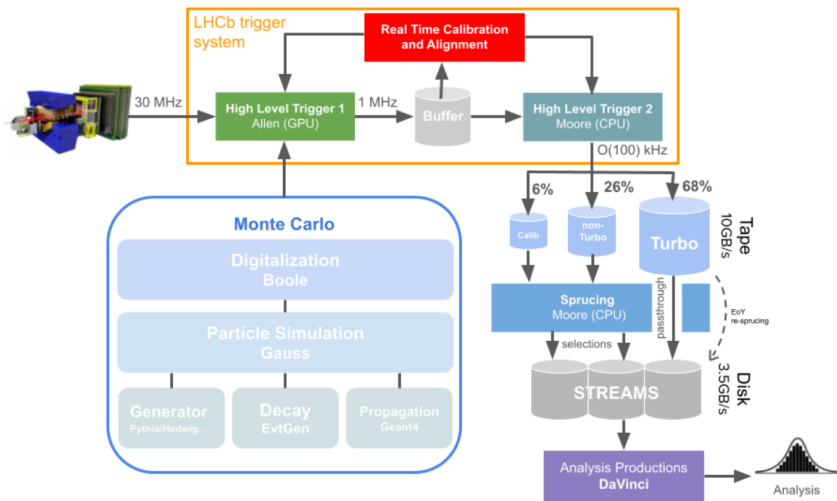 LHCb trigger
system
Real Time Calibration
and Alignment
30 MHz
High Level Trigger 1
Allen (GPU)
1 MHz
Buffer
High Level Trigger 2
Moore (CPU)
O(100) kHz
6%
26%
68%
Calib
non-
Turbo
Turbo
Tape
10GB/s
Monte Carlo
Digitalization
Boole
Particle Simulation
Gauss
Generator
Pythia/Hedwig...
Decay
EvtGen
Propagation
Geant4
Sprucing
Moore (CPU)
passthrough
EoY
re-sprucing
selections
STREAMS
Disk
3.5GB/s
Analysis Productions
DaVinci
Analysis